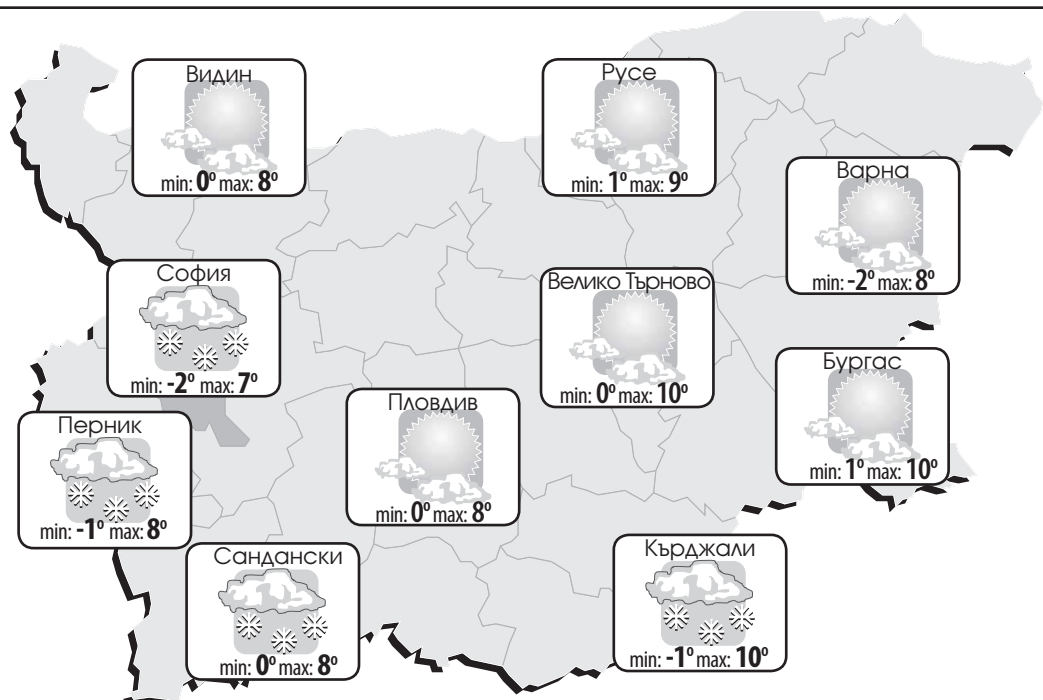 Видин
min: 0° max: 8°
Русе
min: 1° max: 9°
Варна
min: -2° max: 8°
София
min: -2° max: 7°
Велико Търново
min: 0° max: 10°
Бургас
min: 1° max: 10°
Пловдив
min: 0° max: 8°
Перник
min: -1° max: 8°
Сандански
min: 0° max: 8°
Кърджали
min: -1° max: 10°